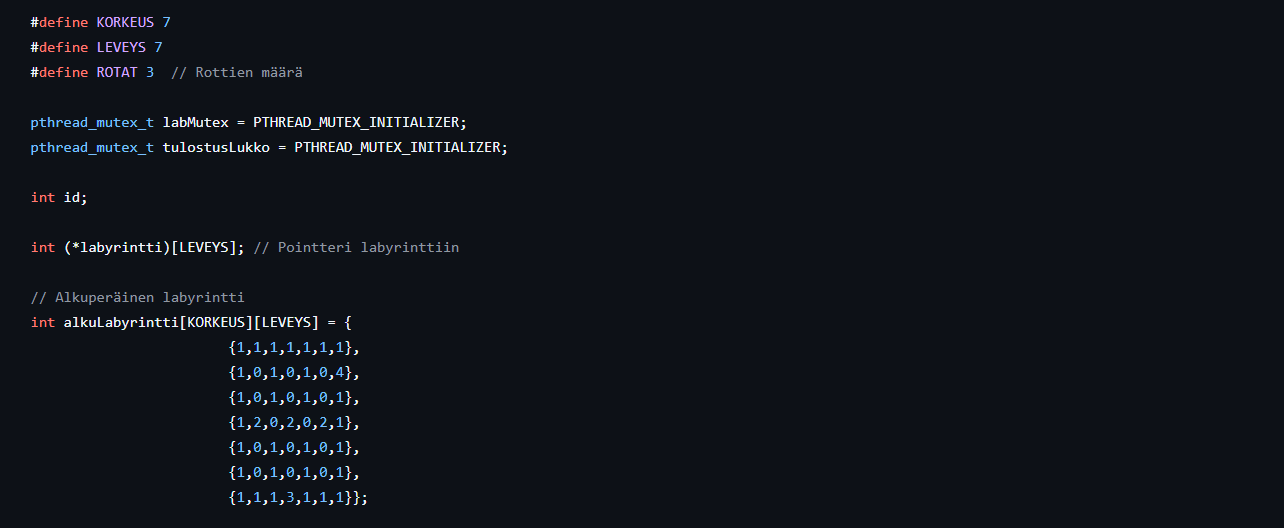 #define KORKEUS 7
#define LEVEYS 7
#define ROTAT 3  // Rottien määrä
pthread_mutex_t labMutex = PTHREAD_MUTEX_INITIALIZER;
pthread_mutex_t tulostusLukko = PTHREAD_MUTEX_INITIALIZER;
int id;
int (*labyrintti)[LEVEYS]; // Pointteri labyrinttiin
// Alkuperäinen labyrintti
int alkuLabyrintti[KORKEUS][LEVEYS] = {
{1,1,1,1,1,1,1},
{1,0,1,0,1,0,4},
{1,0,1,0,1,0,1},
{1,2,0,2,0,2,1},
{1,0,1,0,1,0,1},
{1,0,1,0,1,0,1},
{1,1,1,3,1,1,1}};